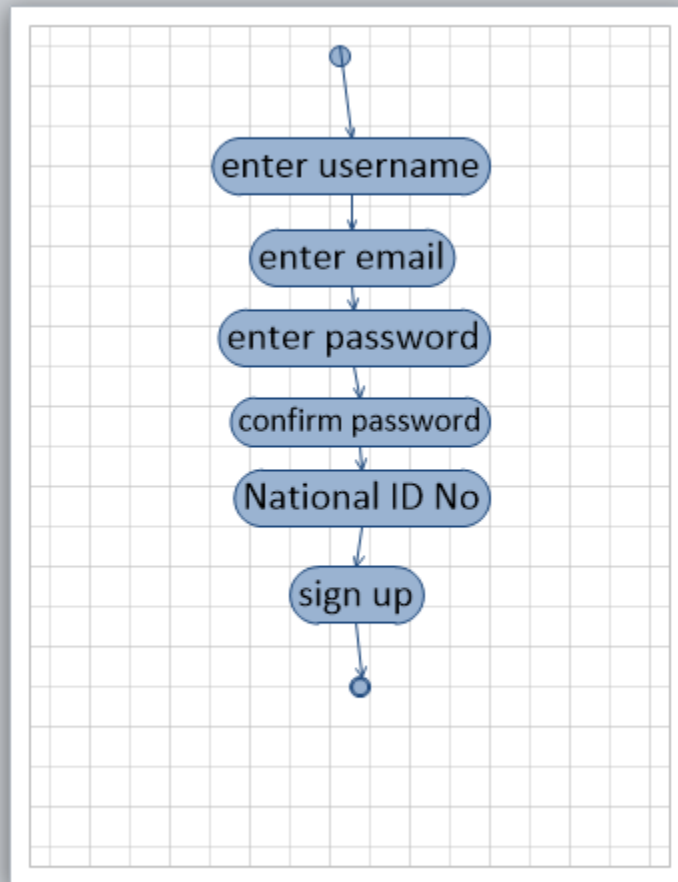 enter username
enter email
enter password
confirm password
National ID No
sign up